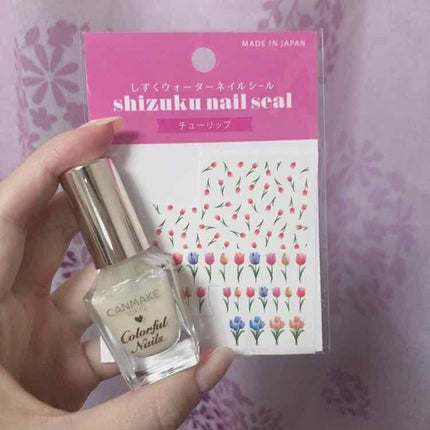 MADE IN JAPAN
しずくウォーターネイルシール
shizuku nail seal
チューリップ
CANMAKE
TOKYO
Colorful
Nails